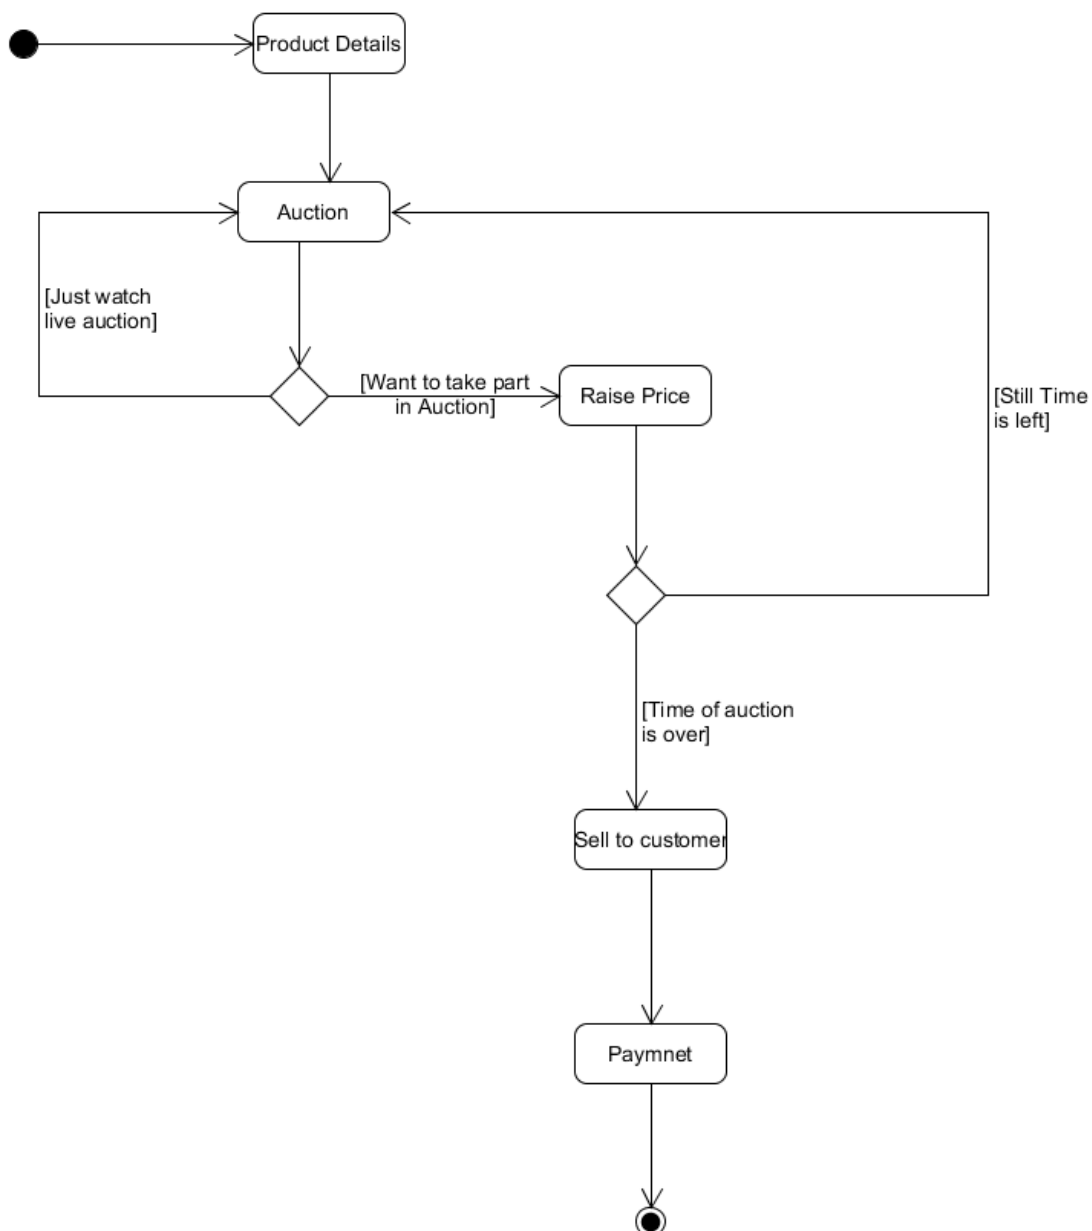 Product Details
Auction
[Just watch
live auction]
[Want to take part
in Auction]
Raise Price
[Still Time
is left]
[Time of auction
is over]
Sell to customer
Paymnet